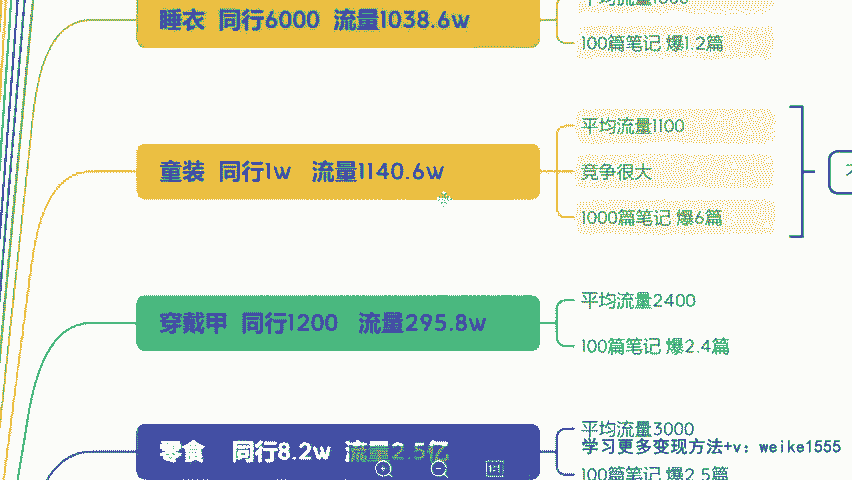 睡衣 同行6000 流量1038.6w
100篇笔记 爆1.2篇
平均流量1100
童装 同行1w 流量1140.6w
竞争很大
1000篇笔记 爆6篇
平均流量2400
穿戴甲 同行1200 流量295.8w
100篇笔记 爆2.4篇
平均流量3000
零食 同行8.2w 流量2.5亿
学习更多变现方法+v：weike1555
100篇笔记 爆2.5篇